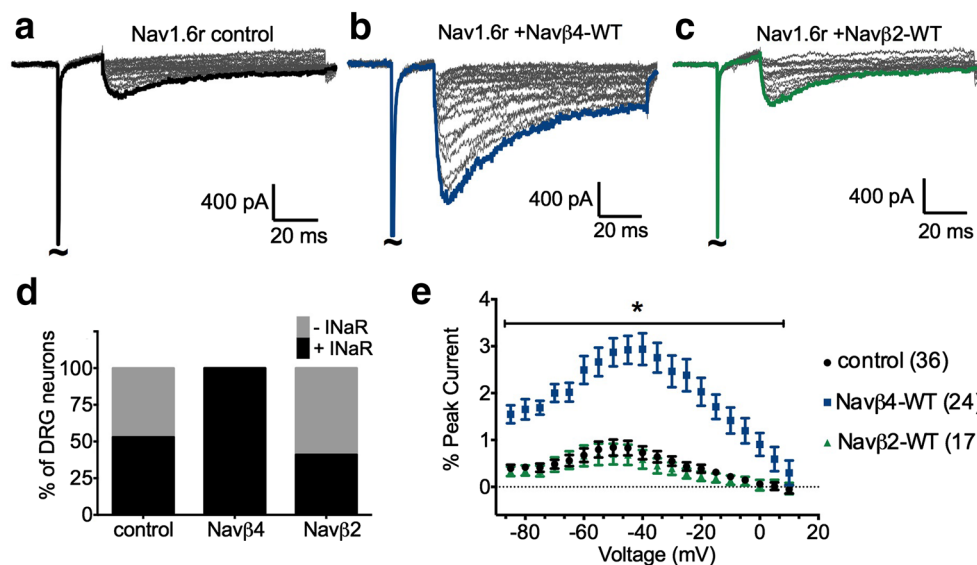 a
Nav1.6r control
400 pA
20 ms
~
b
Nav1.6r +Navβ4-WT
400 pA
20 ms
~
c
Nav1.6r +Navβ2-WT
400 pA
20 ms
~
d
% of DRG neurons
- INaR
+ INaR
100
75
50
25
0
control
Navβ4
Navβ2
e
% Peak Current
4
3
2
1
0
*
-80
-60
-40
-20
0
20
Voltage (mV)
control (36)
Navβ4-WT (24)
Navβ2-WT (17